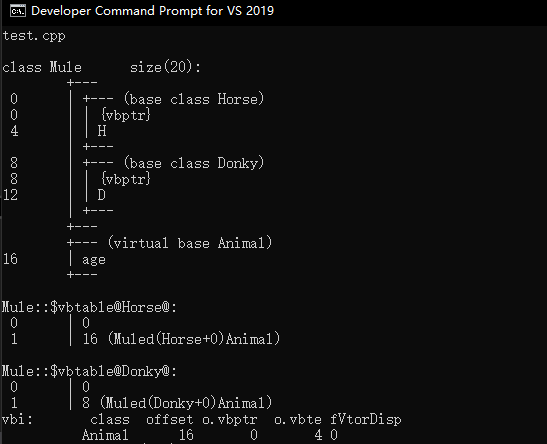 Developer Command Prompt for VS 2019
test.cpp
class Mule      size(20):
        +---
 0      | +--- (base class Horse)
 0      | | {vbptr}
 4      | | H
        | +---
 8      | +--- (base class Donky)
 8      | | {vbptr}
12      | | D
        | +---
        +---
        +--- (virtual base Animal)
16      | age
        +---
Mule::$vbtable@Horse@:
 0      | 0
 1      | 16 (Muled(Horse+0)Animal)
Mule::$vbtable@Donky@:
 0      | 0
 1      | 8 (Muled(Donky+0)Animal)
vbi:       class  offset o.vbptr  o.vbte fVtorDisp
          Animal      16       0       4 0